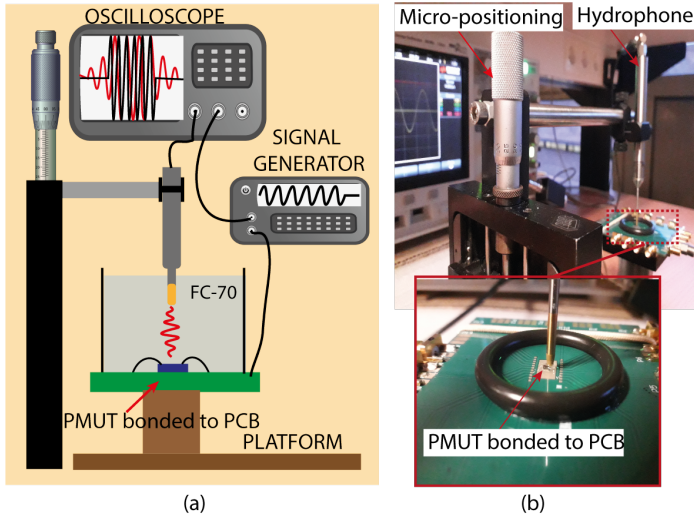 OSCILLOSCOPE
SIGNAL
GENERATOR
FC-70
PMUT bonded to PCB
PLATFORM
(a)
Micro-positioning
Hydrophone
PMUT bonded to PCB
(b)